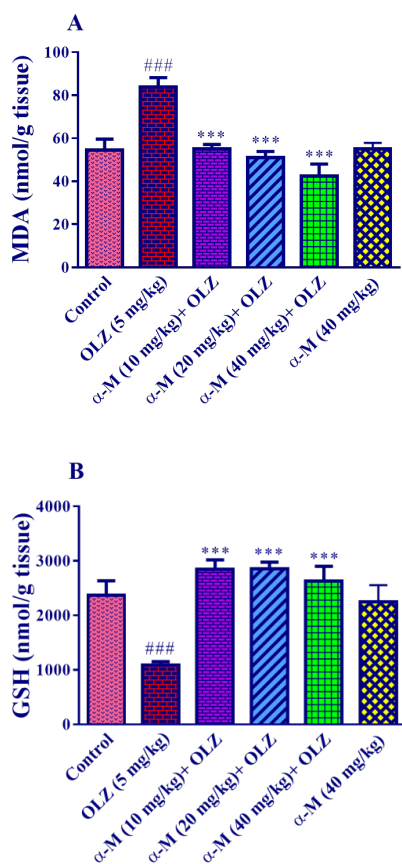 A
MDA (nmol/g tissue)
100
80
60
40
20
0
###
***
***
***
Control
OLZ (5 mg/kg)
α-M (10 mg/kg)+ OLZ
α-M (20 mg/kg)+ OLZ
α-M (40 mg/kg)+ OLZ
α-M (40 mg/kg)
B
GSH (nmol/g tissue)
4000
3000
2000
1000
0
###
***
***
***
Control
OLZ (5 mg/kg)
α-M (10 mg/kg)+ OLZ
α-M (20 mg/kg)+ OLZ
α-M (40 mg/kg)+ OLZ
α-M (40 mg/kg)